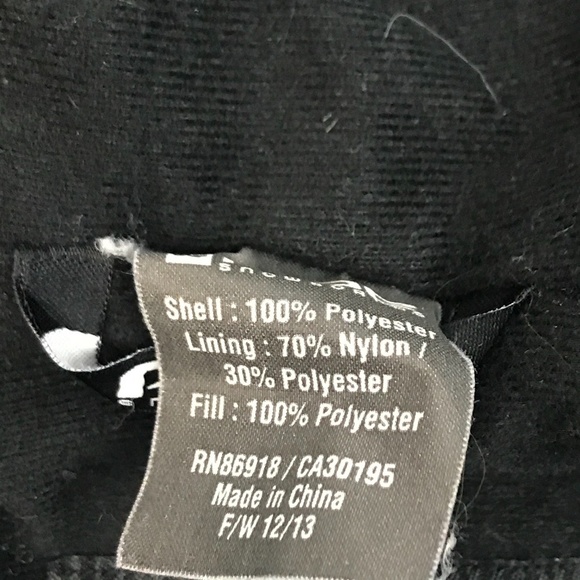 Shell : 100% Polyester
Lining : 70% Nylon /
30% Polyester
Fill : 100% Polyester
RN86918 / CA30195
Made in China
F/W 12/13